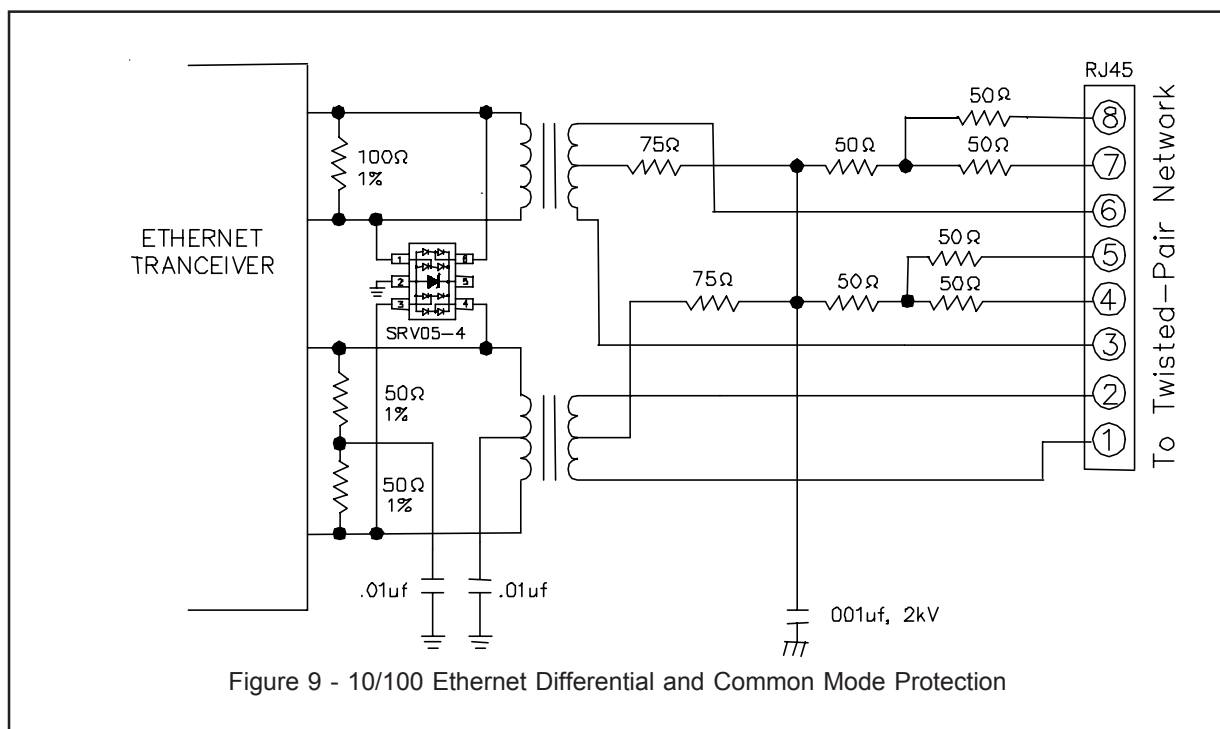 RJ45
50Ω
8
75Ω
50Ω
50Ω
7
100Ω
1%
6
ETHERNET
TRANCEIVER
50Ω
5
1
6
2
5
3
4
SRV05-4
75Ω
50Ω
50Ω
4
3
50Ω
1%
2
1
50Ω
1%
To Twisted-Pair Network
.01uf
.01uf
001uf, 2kV
Figure 9 - 10/100 Ethernet Differential and Common Mode Protection